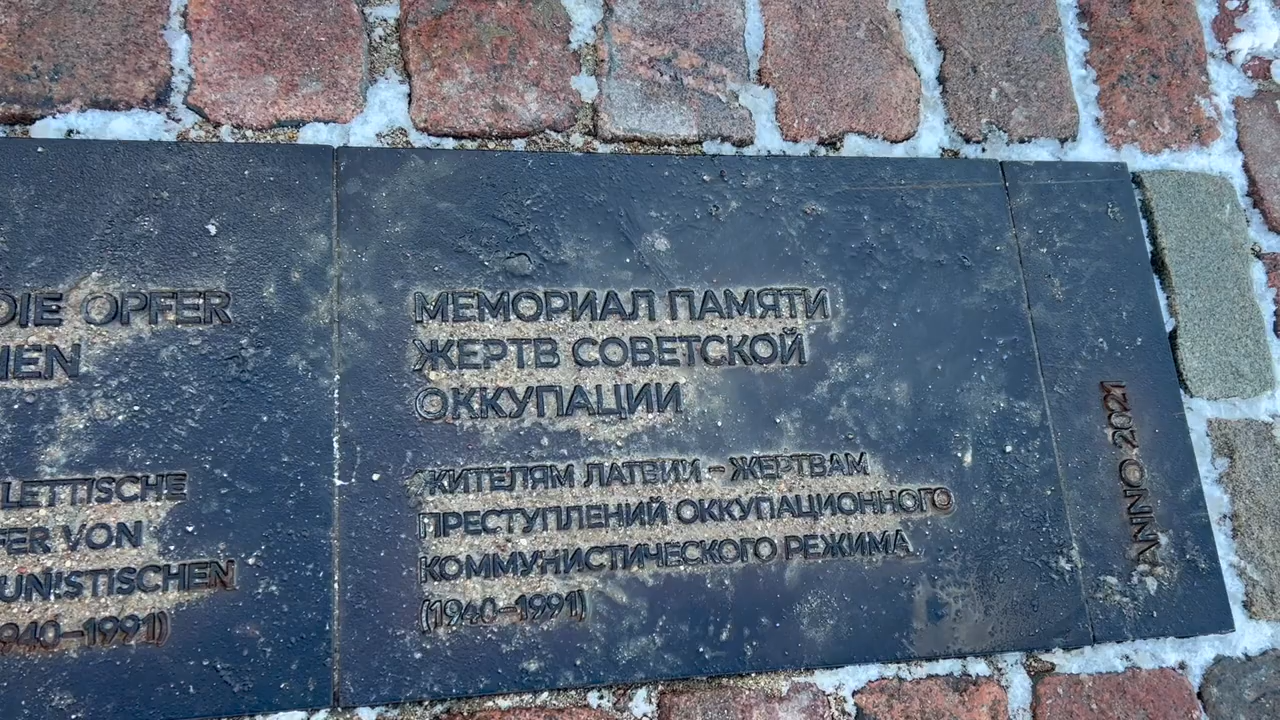 DIE OPFER
HEN
LETTISCHE
FER VON
UNISTISCHEN
940–1991)
МЕМОРИАЛ ПАМЯТИ
ЖЕРТВ СОВЕТСКОЙ
ОККУПАЦИИ
ЖИТЕЛЯМ ЛАТВИИ – ЖЕРТВАМ
ПРЕСТУПЛЕНИЙ ОККУПАЦИОННОГО
КОММУНИСТИЧЕСКОГО РЕЖИМА
(1940–1991)
ANNO 2021